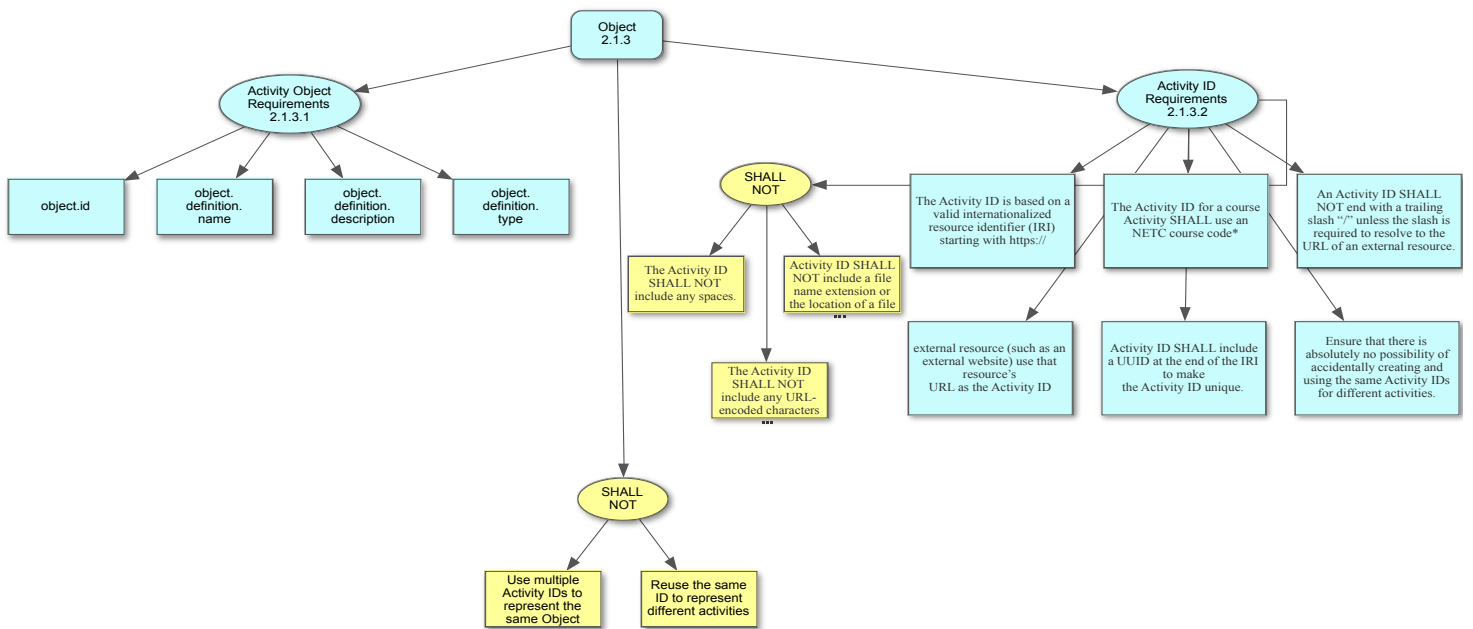 Object
2.1.3
Activity Object
Requirements
2.1.3.1
Activity ID
Requirements
2.1.3.2
object.id
object.
definition.
name
object.
definition.
description
object.
definition.
type
SHALL
NOT
The Activity ID is based on a
valid internationalized
resource identifier (IRI)
starting with https://
The Activity ID for a course
Activity SHALL use an
NETC course code*
An Activity ID SHALL
NOT end with a trailing
slash “/” unless the slash is
required to resolve to the
URL of an external resource.
The Activity ID
SHALL NOT
include any spaces.
Activity ID SHALL
NOT include a file
name extension or
the location of a file
...
The Activity ID
SHALL NOT
include any URL-
encoded characters
...
external resource (such as an
external website) use that
resource’s
URL as the Activity ID
Activity ID SHALL include
a UUID at the end of the IRI
to make
the Activity ID unique.
Ensure that there is
absolutely no possibility of
accidentally creating and
using the same Activity IDs
for different activities.
SHALL
NOT
Use multiple
Activity IDs to
represent the
same Object
Reuse the same
ID to represent
different activities